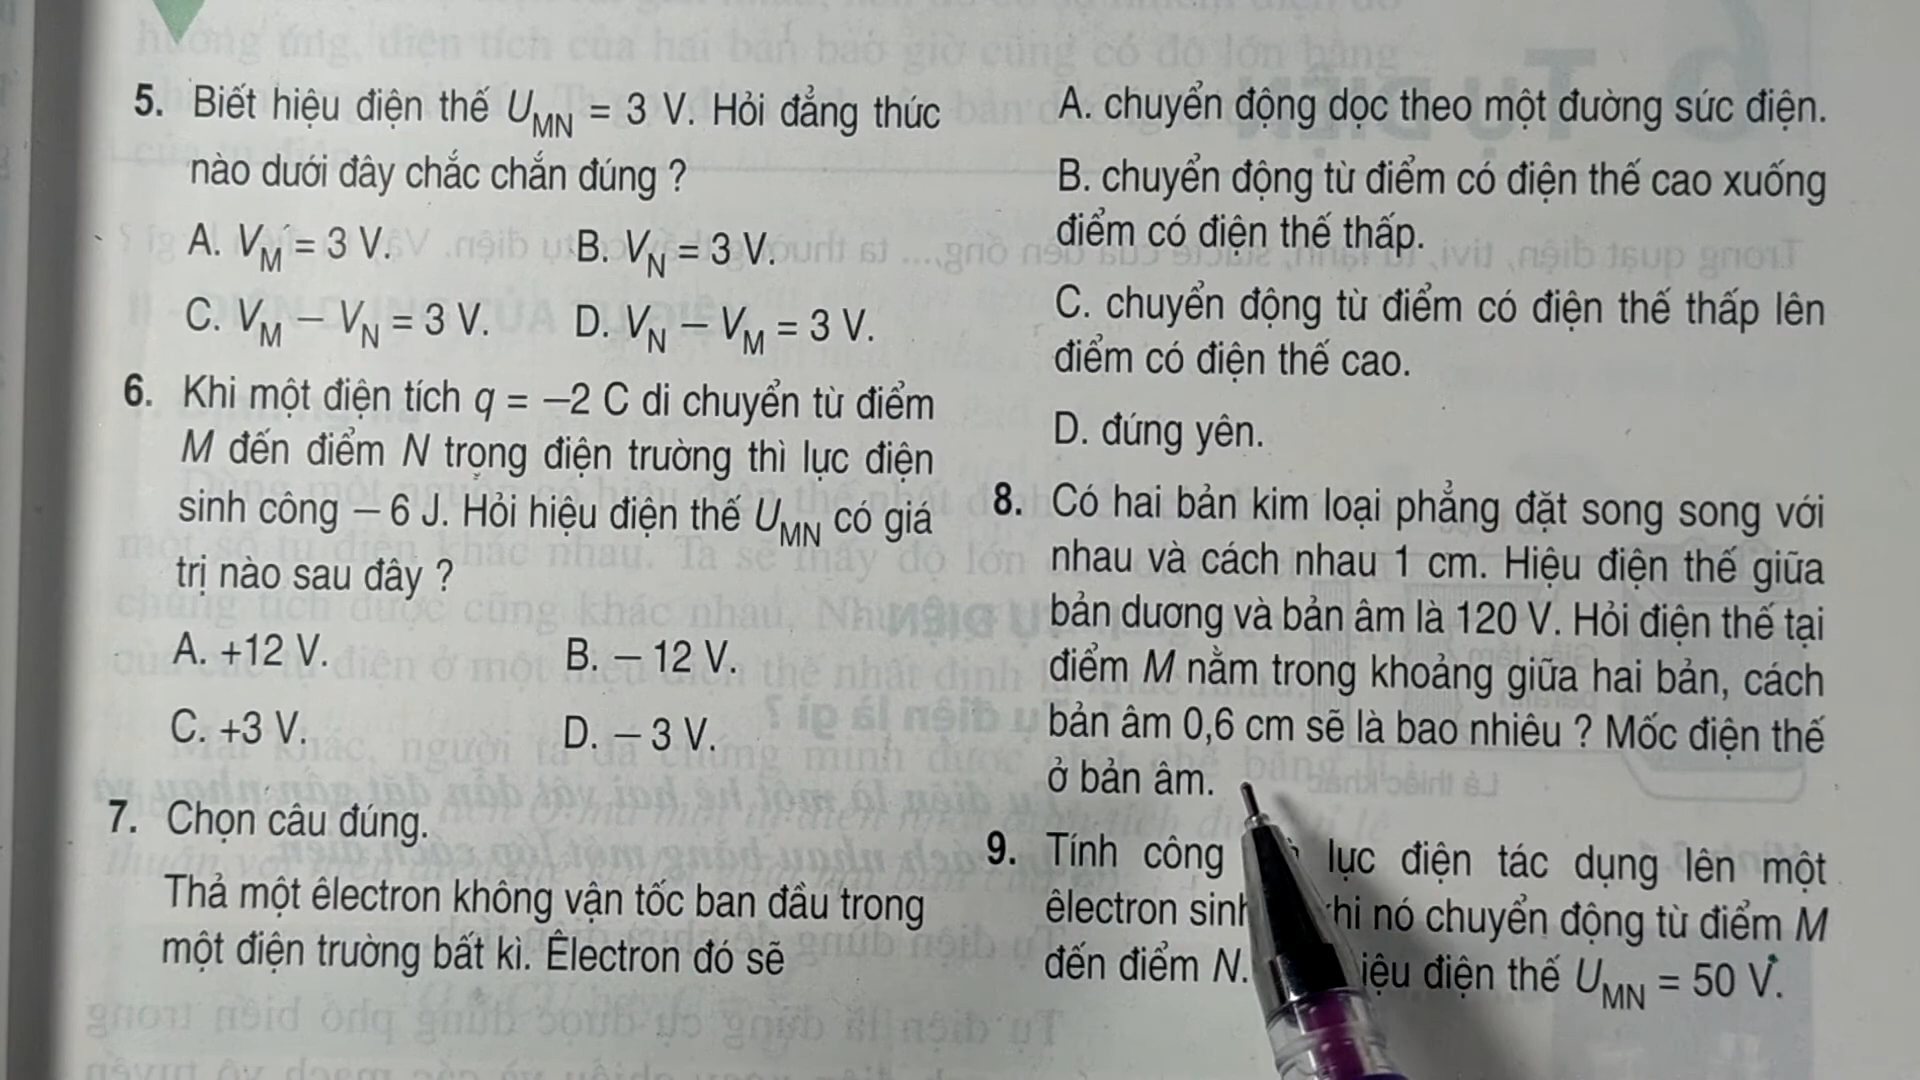 5. Biết hiệu điện thế U_MN = 3 V. Hỏi đẳng thức
nào dưới đây chắc chắn đúng ?
A. V_M = 3 V. B. V_N = 3 V.
C. V_M – V_N = 3 V. D. V_N – V_M = 3 V.
6. Khi một điện tích q = –2 C di chuyển từ điểm
M đến điểm N trong điện trường thì lực điện
sinh công – 6 J. Hỏi hiệu điện thế U_MN có giá
trị nào sau đây ?
A. +12 V. B. – 12 V.
C. +3 V. D. – 3 V.
7. Chọn câu đúng.
Thả một êlectron không vận tốc ban đầu trong
một điện trường bất kì. Êlectron đó sẽ
A. chuyển động dọc theo một đường sức điện.
B. chuyển động từ điểm có điện thế cao xuống
điểm có điện thế thấp.
C. chuyển động từ điểm có điện thế thấp lên
điểm có điện thế cao.
D. đứng yên.
8. Có hai bản kim loại phẳng đặt song song với
nhau và cách nhau 1 cm. Hiệu điện thế giữa
bản dương và bản âm là 120 V. Hỏi điện thế tại
điểm M nằm trong khoảng giữa hai bản, cách
bản âm 0,6 cm sẽ là bao nhiêu ? Mốc điện thế
ở bản âm.
9. Tính công lực điện tác dụng lên một
êlectron sinh nó chuyển động từ điểm M
đến điểm N. điện thế U_MN = 50 V.